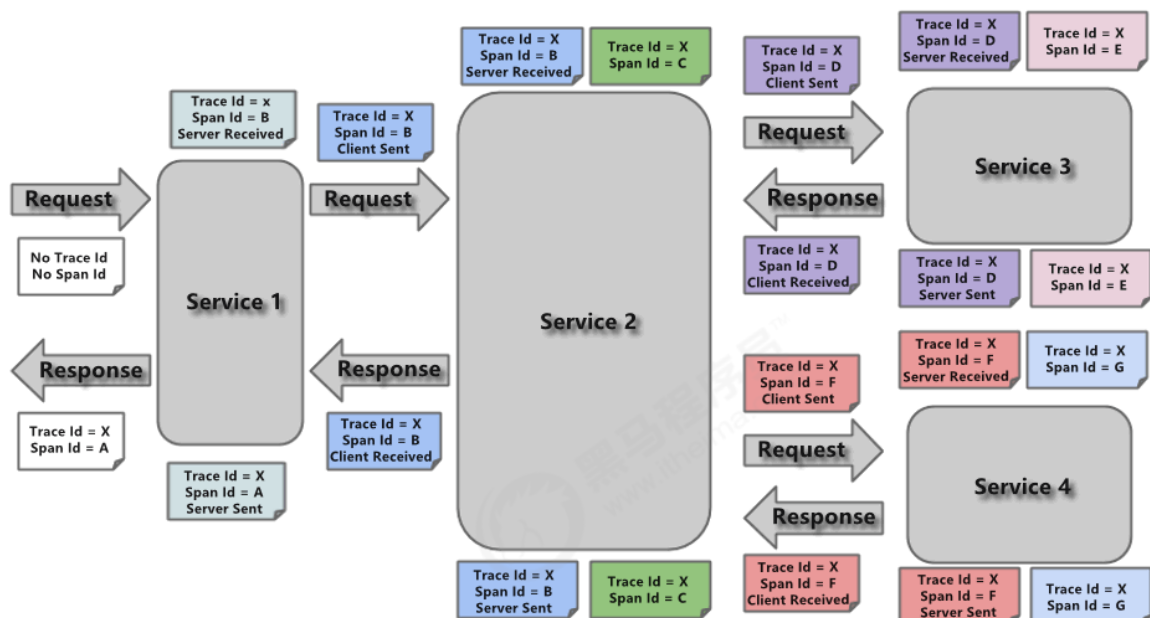 Trace Id = X
Span Id = B
Server Received
Trace Id = X
Span Id = C
Trace Id = X
Span Id = D
Client Sent
Trace Id = X
Span Id = D
Server Received
Trace Id = X
Span Id = E
Trace Id = x
Span Id = B
Server Received
Trace Id = X
Span Id = B
Client Sent
Request
Request
Request
Response
Service 3
No Trace Id
No Span Id
Service 1
Service 2
Trace Id = X
Span Id = D
Client Received
Trace Id = X
Span Id = D
Server Sent
Trace Id = X
Span Id = E
Response
Response
Trace Id = X
Span Id = F
Client Sent
Trace Id = X
Span Id = F
Server Received
Trace Id = X
Span Id = G
Trace Id = X
Span Id = A
Trace Id = X
Span Id = B
Client Received
Request
Response
Service 4
Trace Id = X
Span Id = A
Server Sent
Trace Id = X
Span Id = B
Server Sent
Trace Id = X
Span Id = C
Trace Id = X
Span Id = F
Client Received
Trace Id = X
Span Id = F
Server Sent
Trace Id = X
Span Id = G
黑马程序员